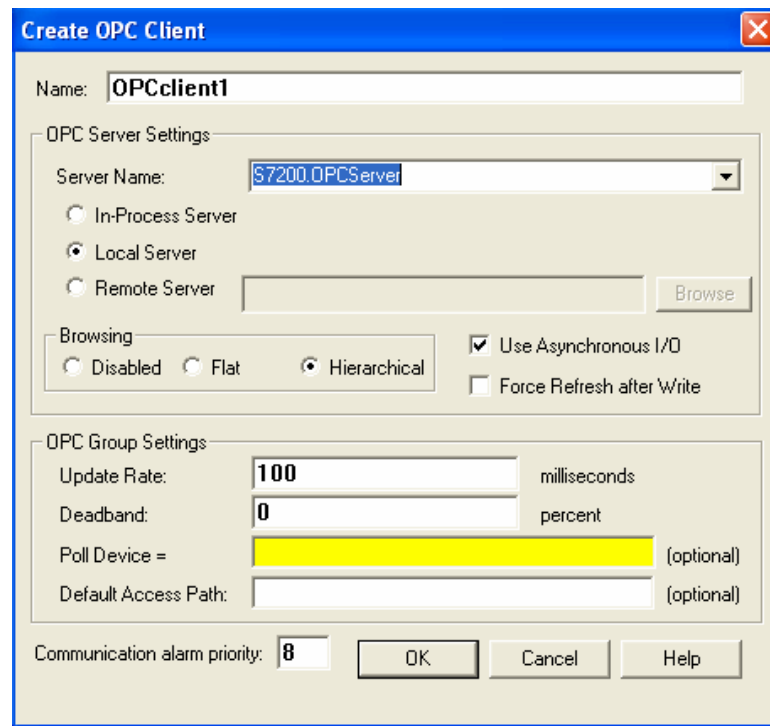 Create OPC Client
Name: OPCclient1
OPC Server Settings
Server Name: S7200.OPCServer
In-Process Server
Local Server
Remote Server Browse
Browsing
Disabled Flat Hierarchical
Use Asynchronous I/O
Force Refresh after Write
OPC Group Settings
Update Rate: 100 milliseconds
Deadband: 0 percent
Poll Device = (optional)
Default Access Path: (optional)
Communication alarm priority: 8 OK Cancel Help